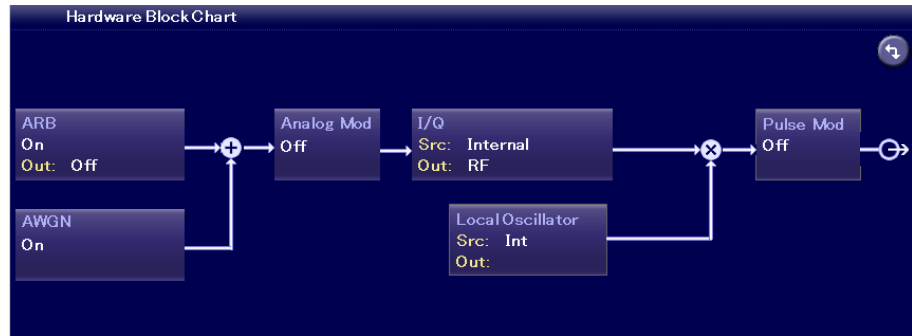 Hardware Block Chart
ARB
On
Out: Off
Analog Mod
Off
I/Q
Src: Internal
Out: RF
Pulse Mod
Off
AWGN
On
Local Oscillator
Src: Int
Out: